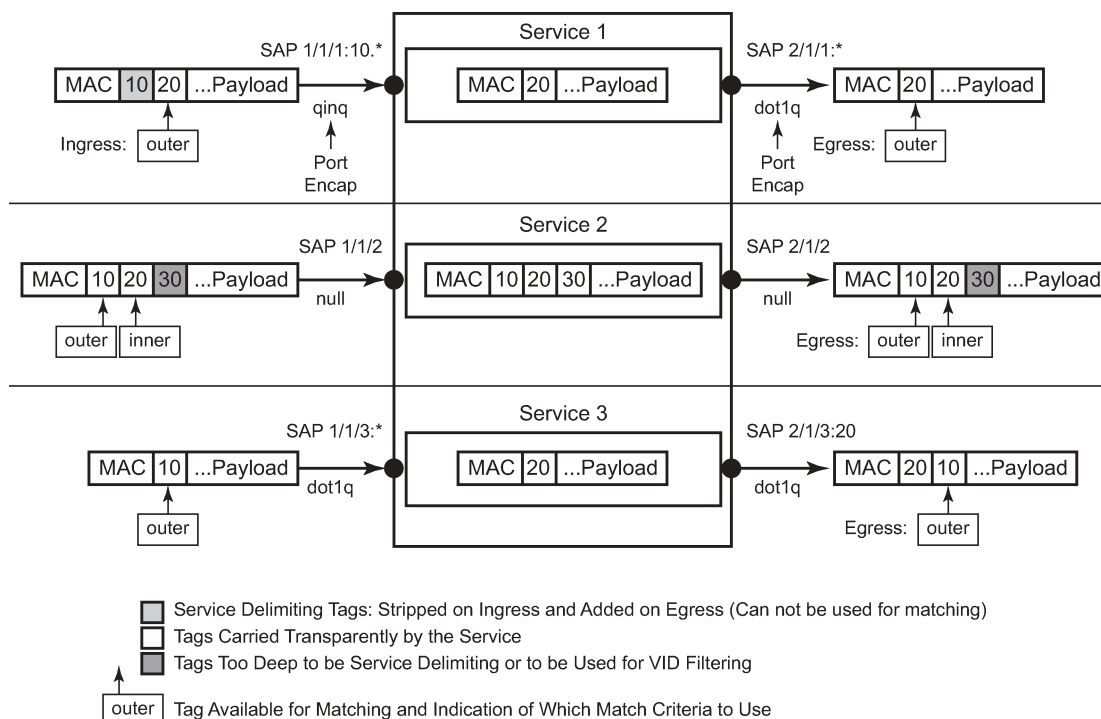 Service 1
SAP 1/1/1:10.*
SAP 2/1/1:*
MAC 10 20 ...Payload
MAC 20 ...Payload
MAC 20 ...Payload
qinq
dot1q
Ingress: outer
Egress: outer
Port
Encap
Port
Encap
Service 2
SAP 1/1/2
SAP 2/1/2
MAC 10 20 30 ...Payload
MAC 10 20 30 ...Payload
MAC 10 20 30 ...Payload
null
null
outer inner
Egress: outer inner
Service 3
SAP 1/1/3:*
SAP 2/1/3:20
MAC 10 ...Payload
MAC 20 ...Payload
MAC 20 10 ...Payload
dot1q
dot1q
outer
Egress: outer
Service Delimiting Tags: Stripped on Ingress and Added on Egress (Can not be used for matching)
Tags Carried Transparently by the Service
Tags Too Deep to be Service Delimiting or to be Used for VID Filtering
outer Tag Available for Matching and Indication of Which Match Criteria to Use